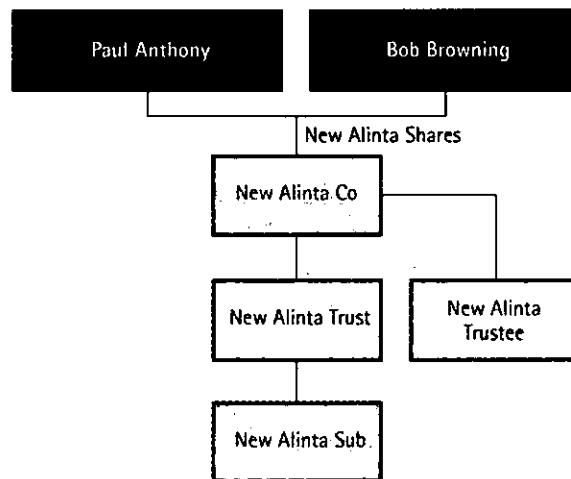 Paul Anthony
Bob Browning
New Alinta Shares
New Alinta Co
New Alinta Trust
New Alinta
Trustee
New Alinta Sub